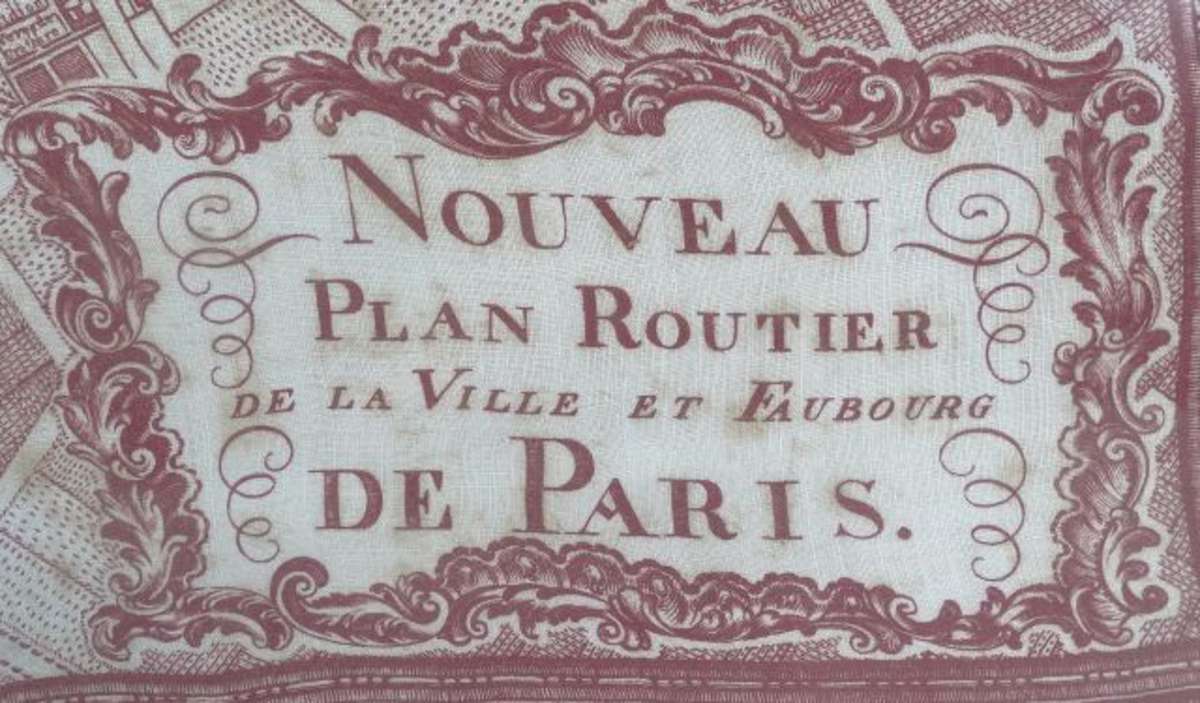 NOUVEAU
PLAN ROUTIER
DE LA VILLE ET FAUBOURG
DE PARIS.